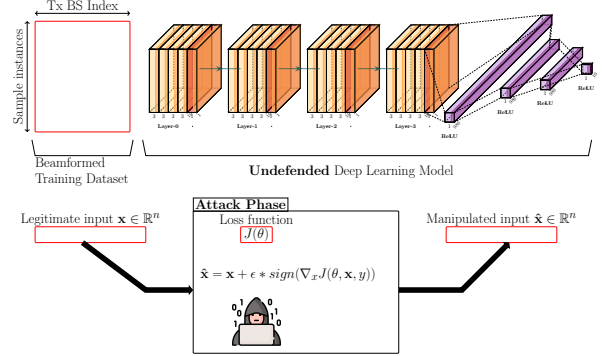 Tx BS Index
Sample instances
Layer-0
Layer-1
Layer-2
Layer-3
ReLU
ReLU
ReLU
ReLU
Beamformed
Training Dataset
Undefended Deep Learning Model
Attack Phase
Legitimate input x ∈ ℝⁿ
Loss function
J(θ)
Manipulated input x̂ ∈ ℝⁿ
x̂ = x + ϵ ∗ sign(∇ₓJ(θ, x, y))